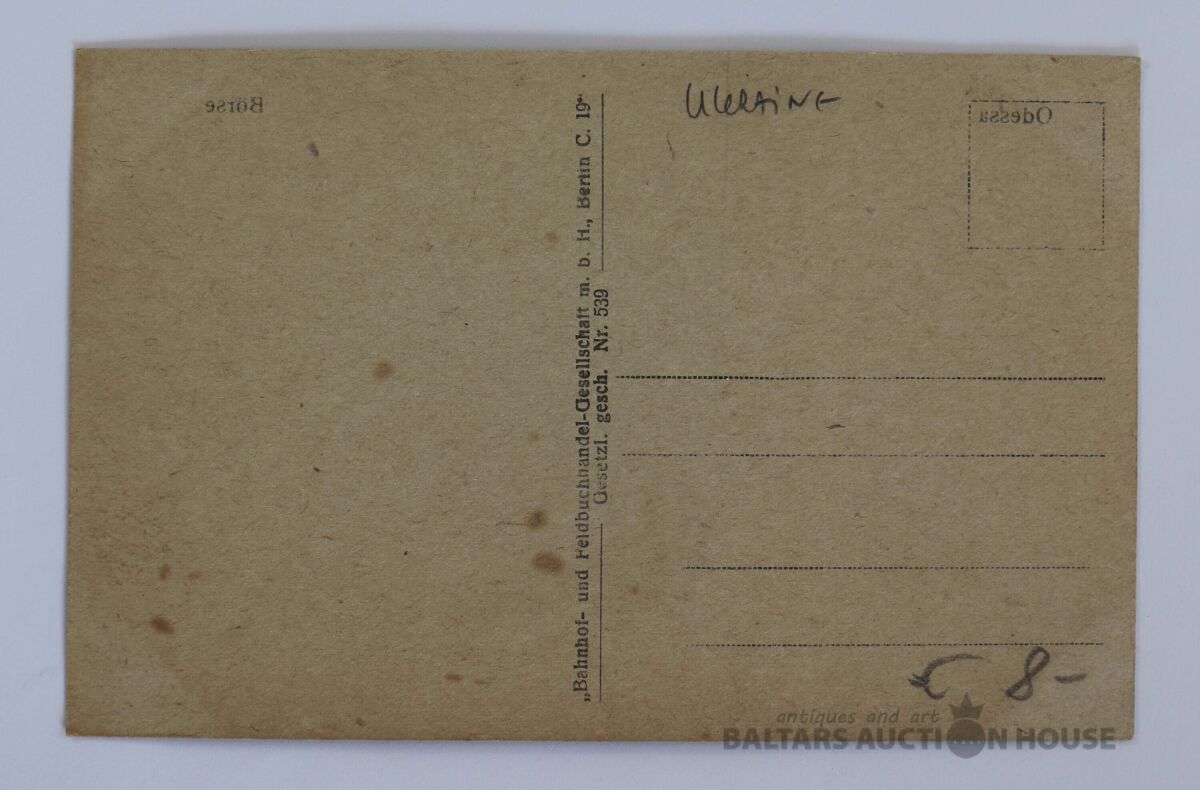 Börse
Ukraine
Odessa
„Bahnhof- und Feldbuchhandel-Gesellschaft m. b. H., Berlin C. 19“
Gesetzl. gesch. Nr. 539
€ 8-
antiques and art
BALTARS AUCTION HOUSE